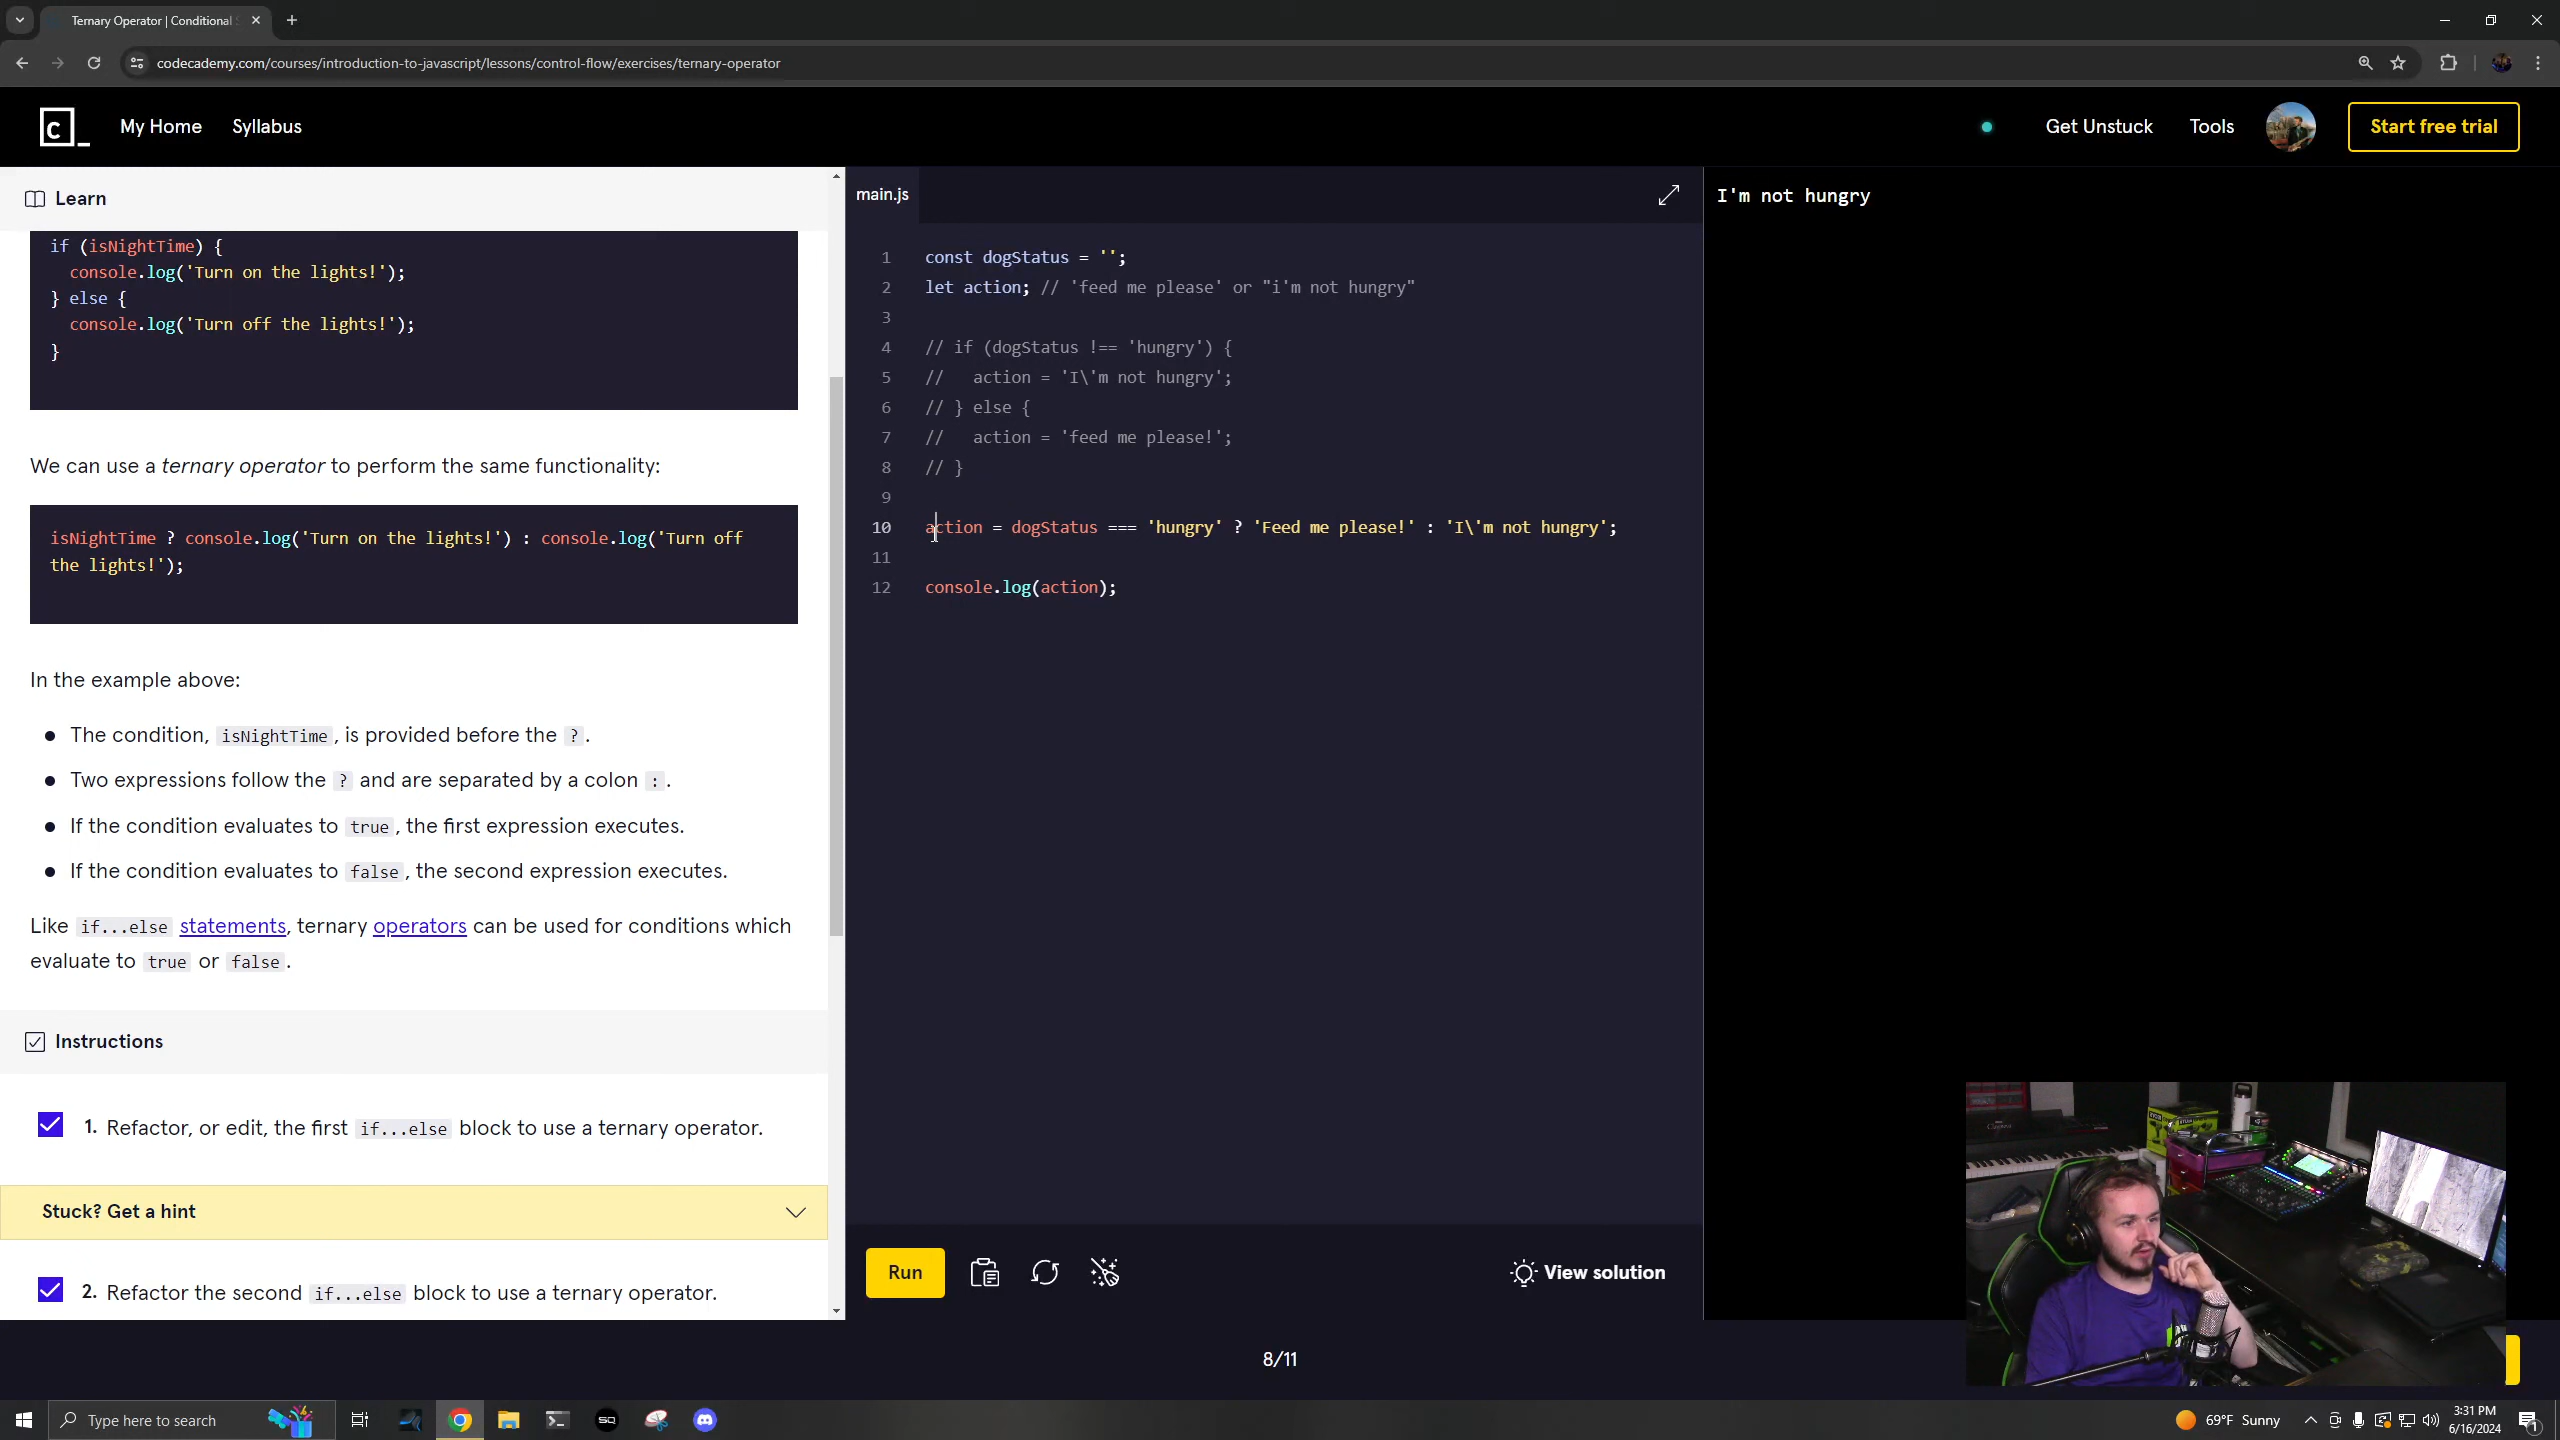 Ternary Operator | Conditional S
codecademy.com/courses/introduction-to-javascript/lessons/control-flow/exercises/ternary-operator
c_
My Home
Syllabus
Get Unstuck
Tools
Start free trial
Learn
if (isNightTime) {
console.log('Turn on the lights!');
} else {
console.log('Turn off the lights!');
}
We can use a ternary operator to perform the same functionality:
isNightTime ? console.log('Turn on the lights!') : console.log('Turn off
the lights!');
In the example above:
The condition, isNightTime, is provided before the ?.
Two expressions follow the ? and are separated by a colon :.
If the condition evaluates to true, the first expression executes.
If the condition evaluates to false, the second expression executes.
Like if...else statements, ternary operators can be used for conditions which
evaluate to true or false.
Instructions
1. Refactor, or edit, the first if...else block to use a ternary operator.
Stuck? Get a hint
2. Refactor the second if...else block to use a ternary operator.
main.js
1 const dogStatus = '';
2 let action; // 'feed me please' or "i'm not hungry"
3
4 // if (dogStatus !== 'hungry') {
5 //   action = 'I\'m not hungry';
6 // } else {
7 //   action = 'feed me please!';
8 // }
9
10 action = dogStatus === 'hungry' ? 'Feed me please!' : 'I\'m not hungry';
11
12 console.log(action);
Run
View solution
I'm not hungry
8/11
Type here to search
SQ
69°F Sunny
3:31 PM
6/16/2024
1